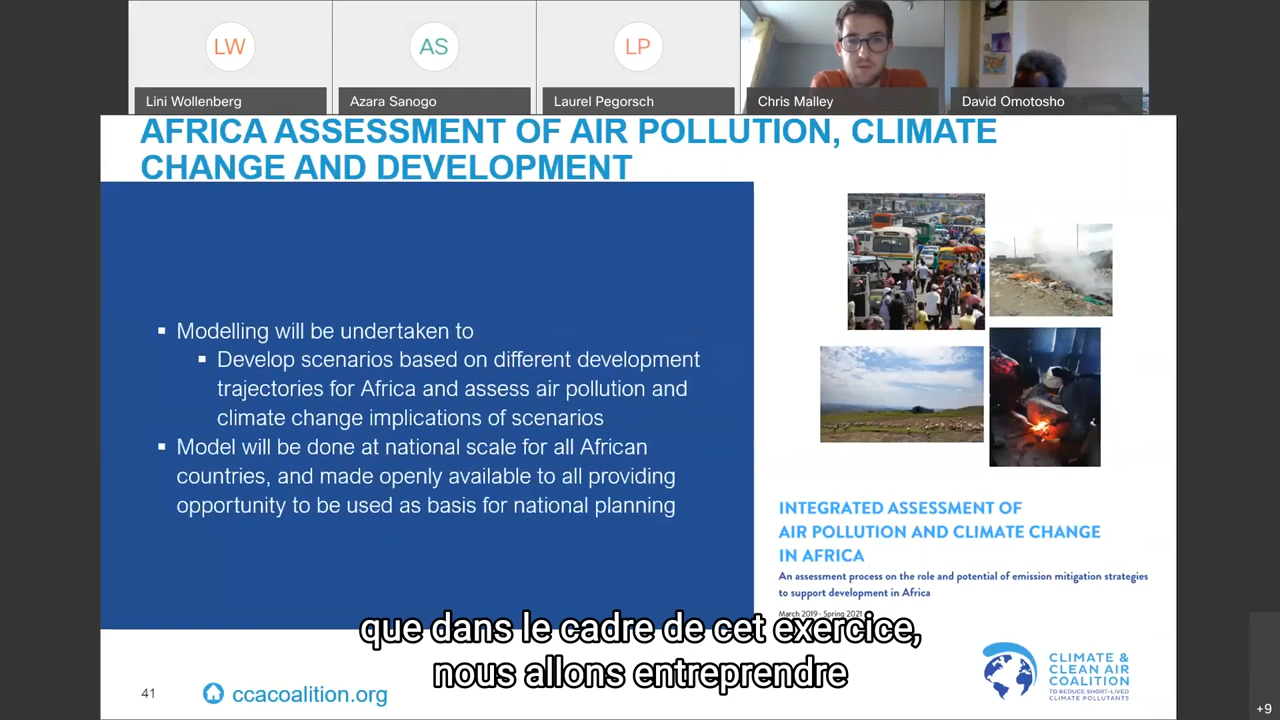 LW
AS
LP
Lini Wollenberg
Azara Sanogo
Laurel Pegorsch
Chris Malley
David Omotosho
AFRICA ASSESSMENT OF AIR POLLUTION, CLIMATE
CHANGE AND DEVELOPMENT
▪ Modelling will be undertaken to
▪ Develop scenarios based on different development
trajectories for Africa and assess air pollution and
climate change implications of scenarios
▪ Model will be done at national scale for all African
countries, and made openly available to all providing
opportunity to be used as basis for national planning
INTEGRATED ASSESSMENT OF
AIR POLLUTION AND CLIMATE CHANGE
IN AFRICA
An assessment process on the role and potential of emission mitigation strategies
to support development in Africa
March 2019 - Spring 2021
que dans le cadre de cet exercice,
nous allons entreprendre
41
ccacoalition.org
CLIMATE &
CLEAN AIR
COALITION
TO REDUCE SHORT-LIVED
CLIMATE POLLUTANTS
+9